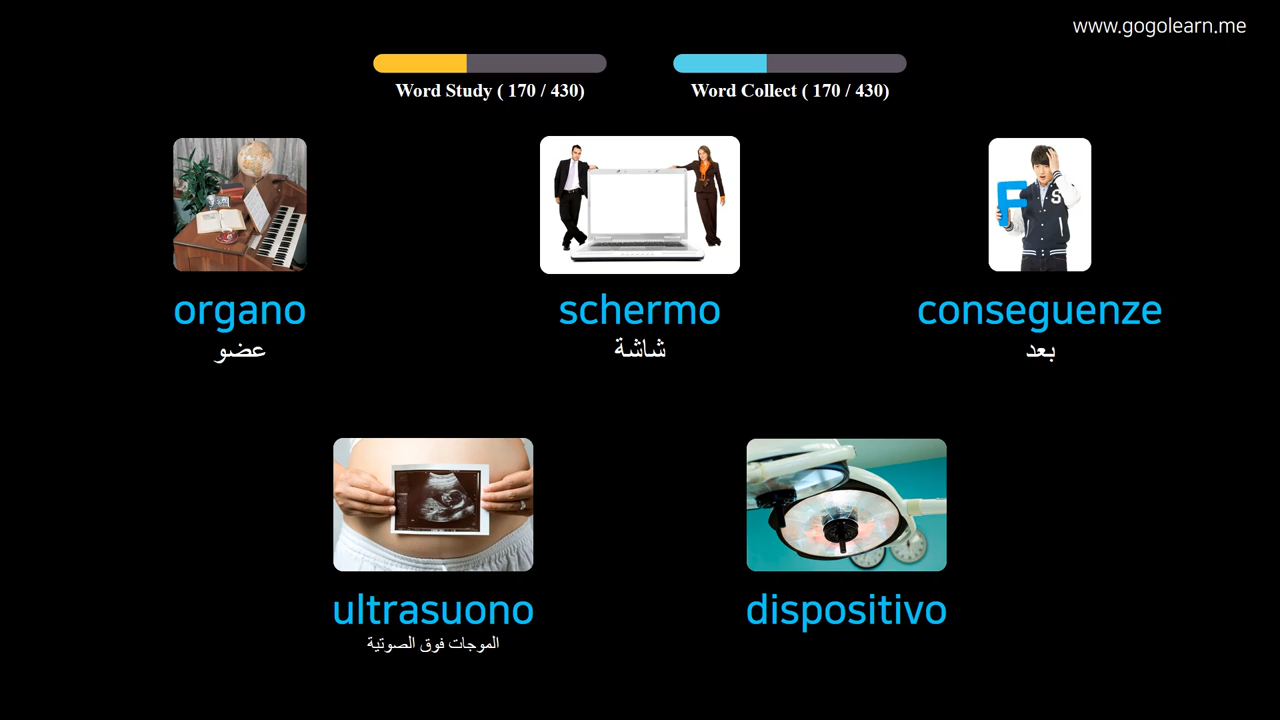 www.gogolearn.me
Word Study ( 170 / 430)
Word Collect ( 170 / 430)
organo
عضو
schermo
شاشة
conseguenze
بعد
ultrasuono
الموجات فوق الصوتية
dispositivo